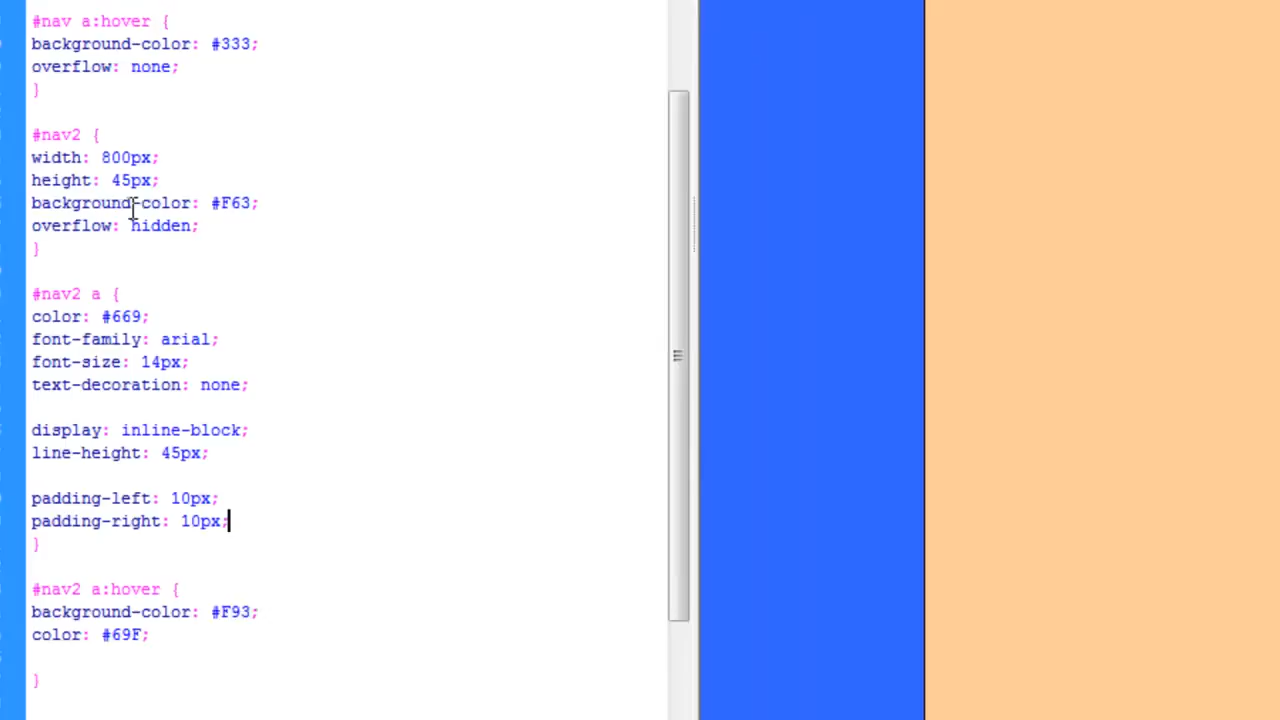 #nav a:hover {
background-color: #333;
overflow: none;
}
#nav2 {
width: 800px;
height: 45px;
background-color: #F63;
overflow: hidden;
}
#nav2 a {
color: #669;
font-family: arial;
font-size: 14px;
text-decoration: none;
display: inline-block;
line-height: 45px;
padding-left: 10px;
padding-right: 10px;
}
#nav2 a:hover {
background-color: #F93;
color: #69F;
}